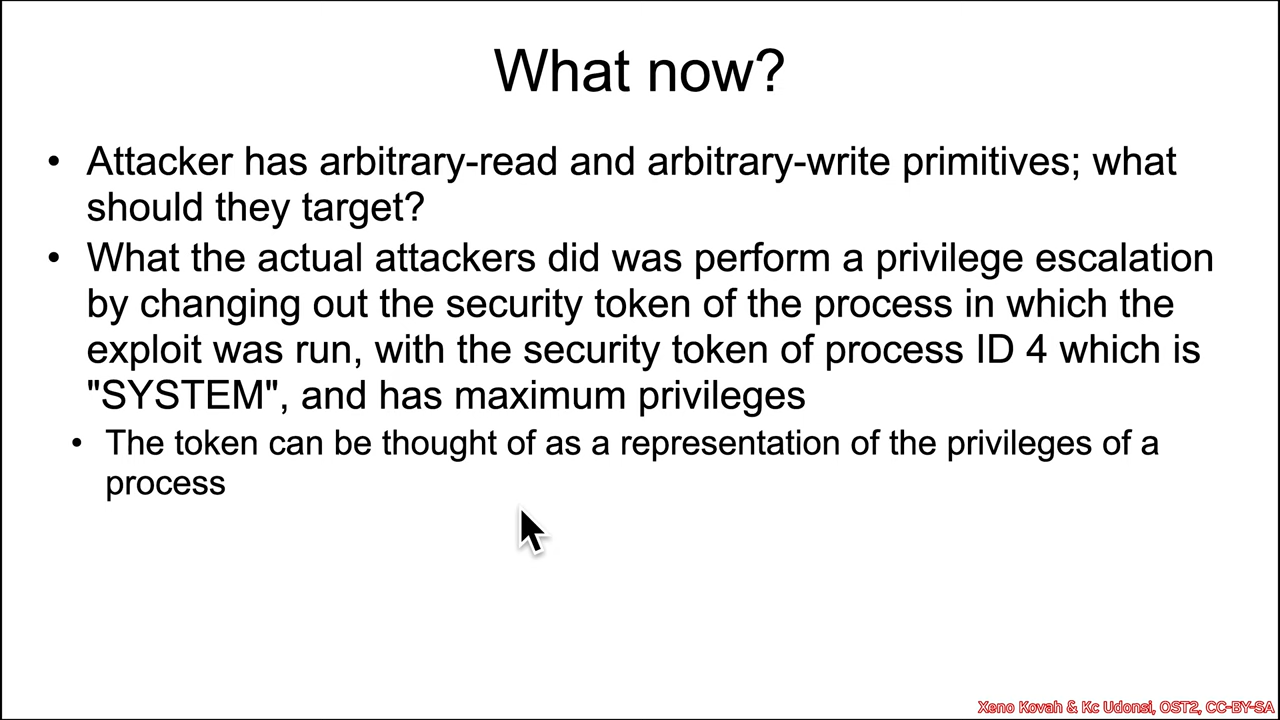 What now?
• Attacker has arbitrary-read and arbitrary-write primitives; what
should they target?
• What the actual attackers did was perform a privilege escalation
by changing out the security token of the process in which the
exploit was run, with the security token of process ID 4 which is
"SYSTEM", and has maximum privileges
• The token can be thought of as a representation of the privileges of a
process
Xeno Kovah & Kc Udonsi, OST2, CC-BY-SA